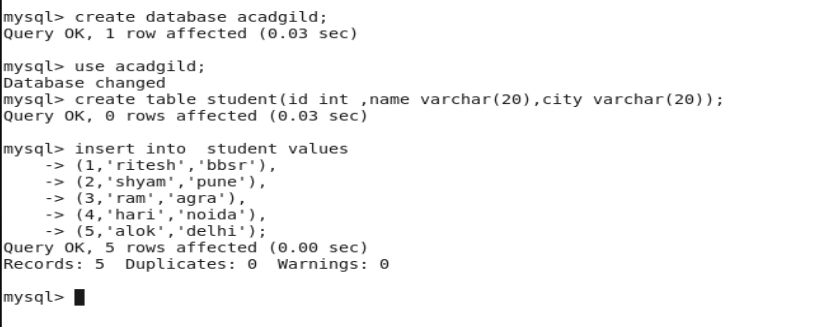 mysql> create database acadgild;
Query OK, 1 row affected (0.03 sec)
mysql> use acadgild;
Database changed
mysql> create table student(id int ,name varchar(20),city varchar(20));
Query OK, 0 rows affected (0.03 sec)
mysql> insert into  student values
    -> (1,'ritesh','bbsr'),
    -> (2,'shyam','pune'),
    -> (3,'ram','agra'),
    -> (4,'hari','noida'),
    -> (5,'alok','delhi');
Query OK, 5 rows affected (0.00 sec)
Records: 5  Duplicates: 0  Warnings: 0
mysql>